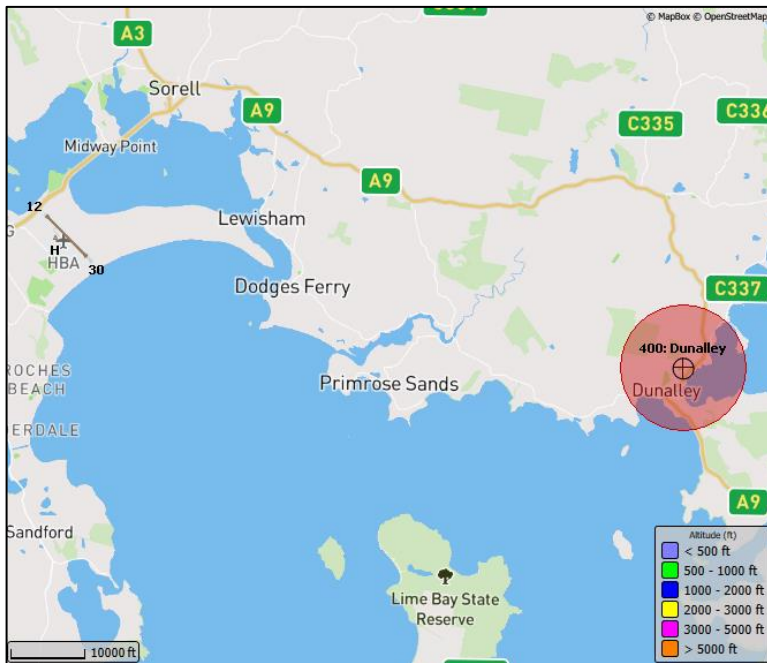 © MapBox © OpenStreetMap
A3
Sorell
C335
C336
Midway Point
A9
A9
12
Lewisham
H
HBA
30
Dodges Ferry
C337
400: Dunalley
ROCHES
BEACH
Primrose Sands
Dunalley
DERDALE
A9
Sandford
Lime Bay State
Reserve
Altitude (ft)
< 500 ft
500 - 1000 ft
1000 - 2000 ft
2000 - 3000 ft
3000 - 5000 ft
> 5000 ft
10000 ft